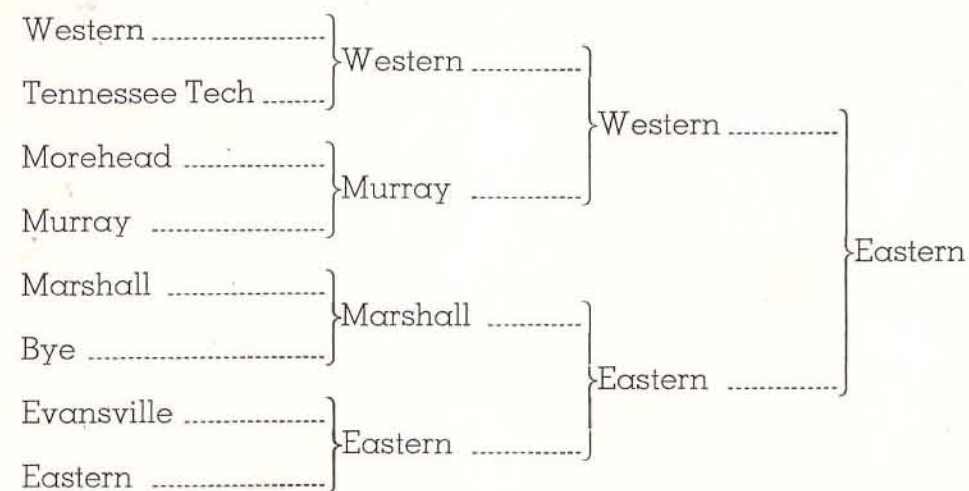 Western
Tennessee Tech
Morehead
Murray
Marshall
Bye
Evansville
Eastern
Western
Murray
Marshall
Eastern
Western
Eastern
Eastern